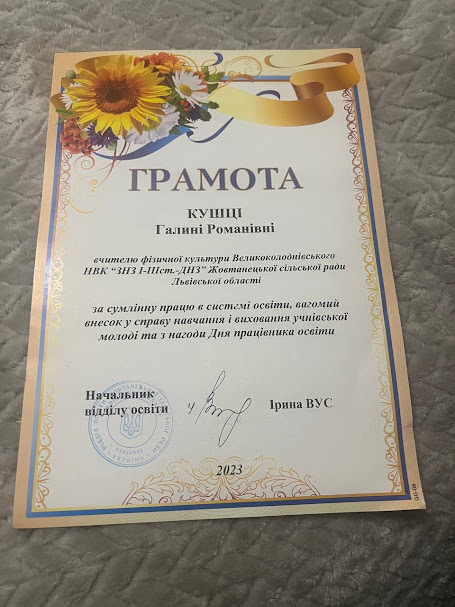 ГРАМОТА
КУШЦІ
Галині Романівні
вчителю фізичної культури Великоколоднівського
НВК “ЗНЗ І-ІІІст.-ДНЗ” Жовтанецької сільської ради
Львівської області
за сумлінну працю в системі освіти, вагомий
внесок у справу навчання і виховання учнівської
молоді та з нагоди Дня працівника освіти
Начальник
відділу освіти
Ірина ВУС
2023